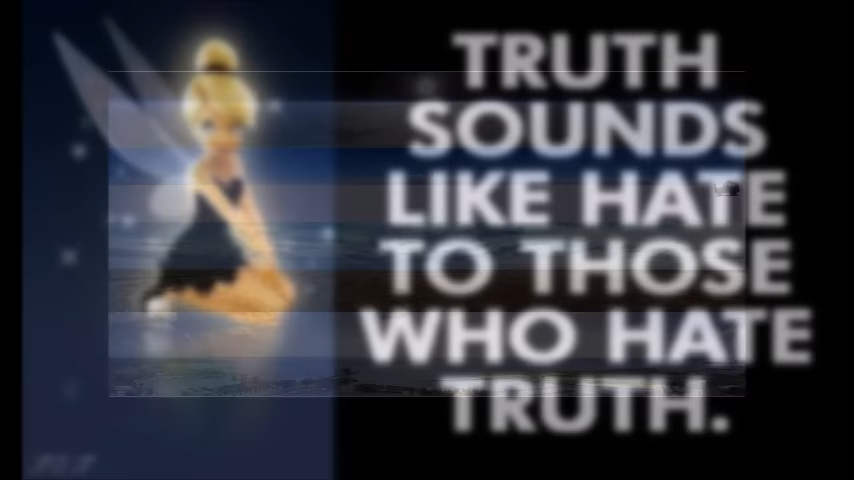 TRUTH
SOUNDS
LIKE HATE
TO THOSE
WHO HATE
TRUTH.